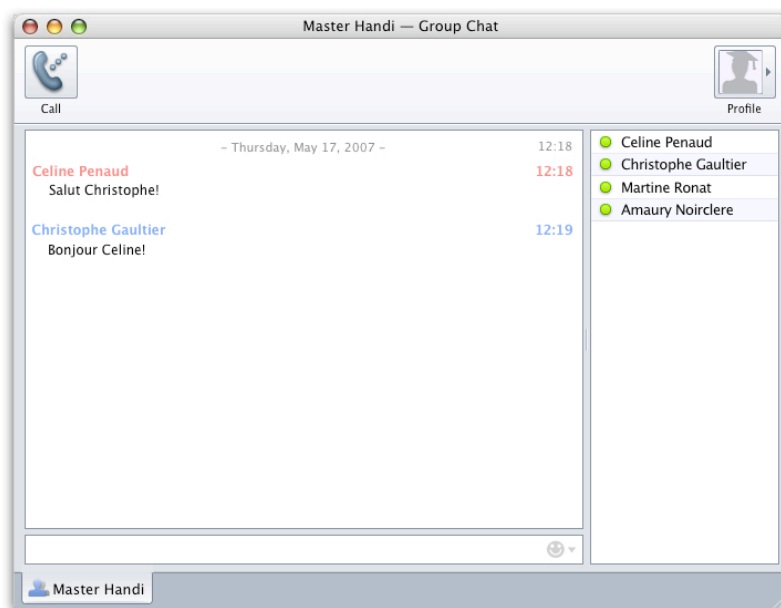 Master Handi — Group Chat
Call
Profile
– Thursday, May 17, 2007 – 12:18
Celine Penaud 12:18
Salut Christophe!
Christophe Gaultier 12:19
Bonjour Celine!
Celine Penaud
Christophe Gaultier
Martine Ronat
Amaury Noirclere
Master Handi